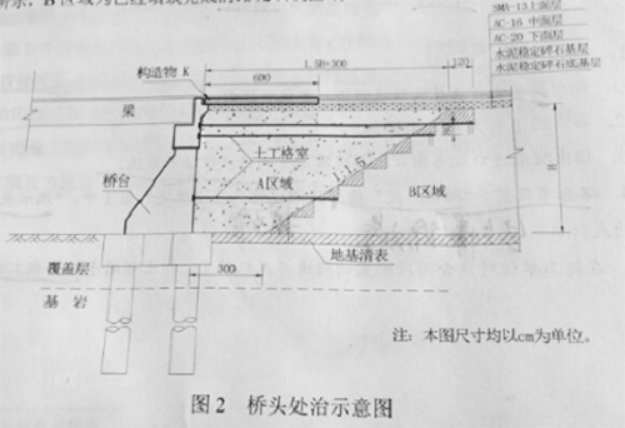 B区域为已经填筑完成的
SMA-13上面层
AC-16 中面层
AC-20 下面层
水泥稳定碎石基层
水泥稳定碎石底基层
构造物 K
1.5H+300
120
600
梁
土工格室
1:1.5
A区域
B区域
H
桥台
地基清表
覆盖层
300
基 岩
注：本图尺寸均以cm为单位。
图 2 桥头处治示意图